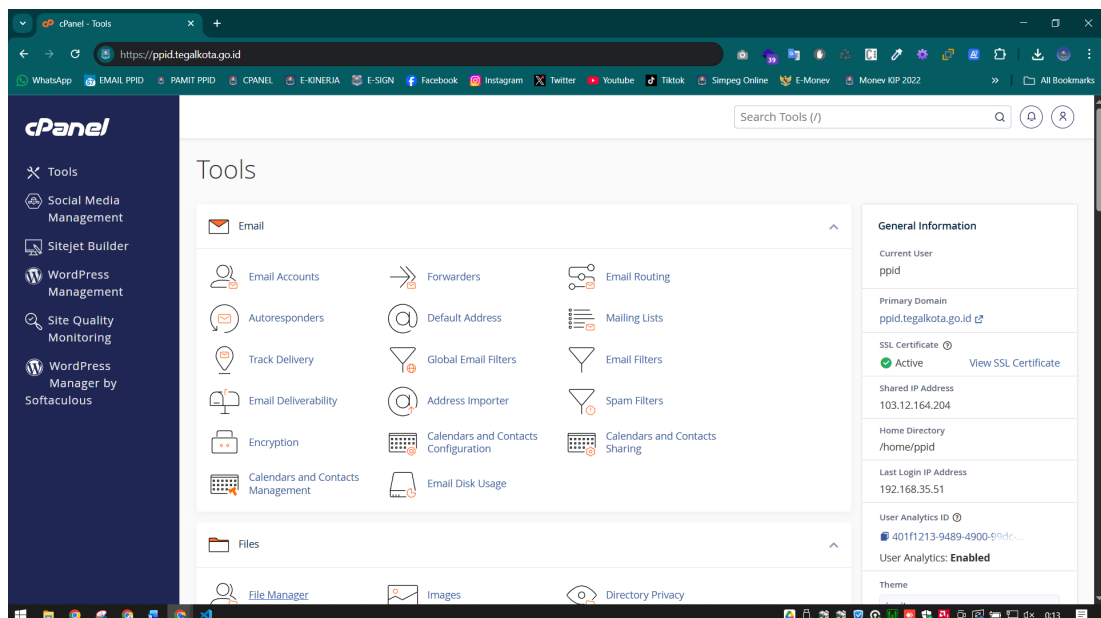 cPanel - Tools
https://ppid.tegalkota.go.id
39
WhatsApp EMAIL PPID PAMIT PPID CPANEL E-KINERJA E-SIGN Facebook Instagram Twitter Youtube Tiktok Simpeg Online E-Monev Monev KIP 2022 » All Bookmarks
cPanel
Search Tools (/)
Tools
Social Media
Management
Sitejet Builder
WordPress
Management
Site Quality
Monitoring
WordPress
Manager by
Softaculous
Tools
Email
Email Accounts
Forwarders
Email Routing
Autoresponders
Default Address
Mailing Lists
Track Delivery
Global Email Filters
Email Filters
Email Deliverability
Address Importer
Spam Filters
Encryption
Calendars and Contacts
Configuration
Calendars and Contacts
Sharing
Calendars and Contacts
Management
Email Disk Usage
Files
File Manager
Images
Directory Privacy
General Information
Current User
ppid
Primary Domain
ppid.tegalkota.go.id
SSL Certificate
Active View SSL Certificate
Shared IP Address
103.12.164.204
Home Directory
/home/ppid
Last Login IP Address
192.168.35.51
User Analytics ID
401f1213-9489-4900-99dc-...
User Analytics: Enabled
Theme
0:13